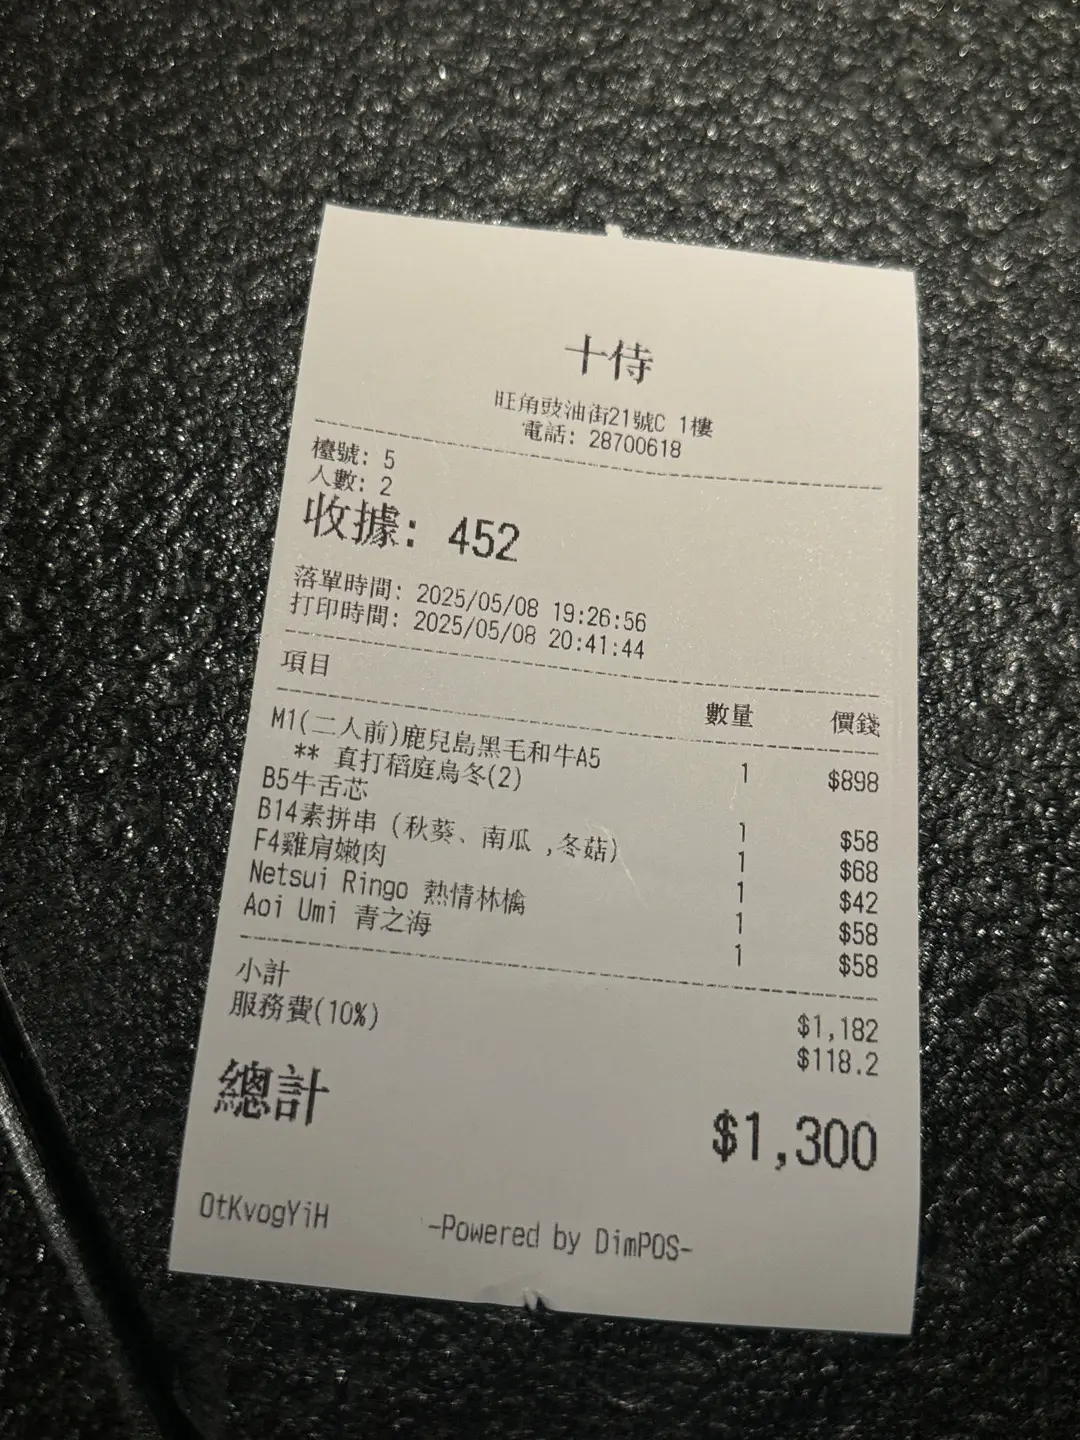 十侍
旺角豉油街21號C 1樓
電話: 28700618
檯號: 5
人數: 2
收據: 452
落單時間: 2025/05/08 19:26:56
打印時間: 2025/05/08 20:41:44
項目 數量 價錢
M1(二人前)鹿兒島黑毛和牛A5 1 $898
** 真打稻庭烏冬(2)
B5牛舌芯 1 $58
B14素拼串 (秋葵、南瓜 ,冬菇) 1 $68
F4雞肩嫩肉 1 $42
Netsui Ringo 熱情林檎 1 $58
Aoi Umi 青之海 1 $58
小計 $1,182
服務費(10%) $118.2
總計 $1,300
OtKvogYiH -Powered by DimPOS-